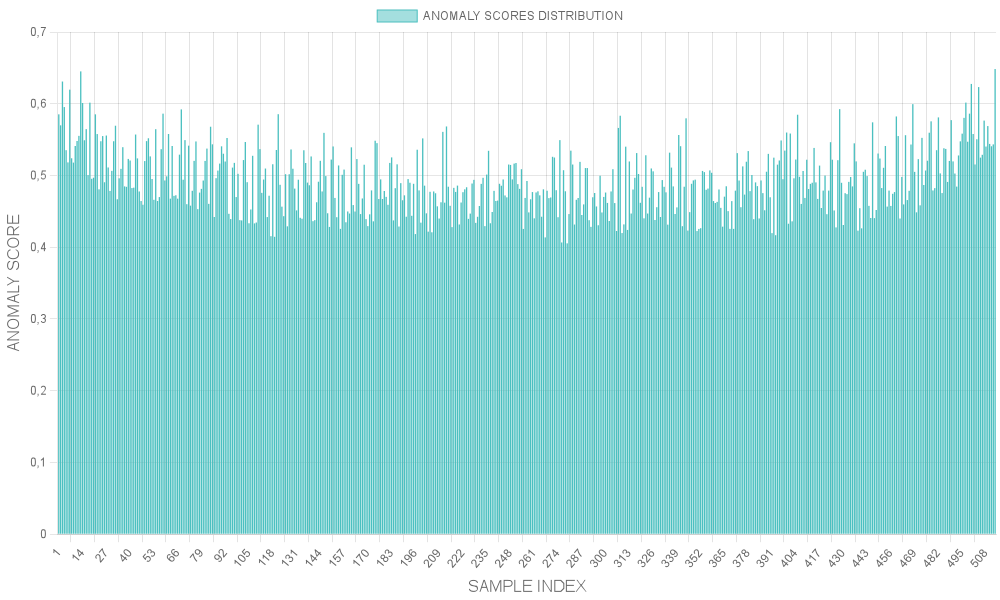 ANOMALY SCORES DISTRIBUTION
0,7
0,6
0,5
0,4
0,3
0,2
0,1
0
ANOMALY SCORE
1 14 27 40 53 66 79 92 105 118 131 144 157 170 183 196 209 222 235 248 261 274 287 300 313 326 339 352 365 378 391 404 417 430 443 456 469 482 495 508
SAMPLE INDEX